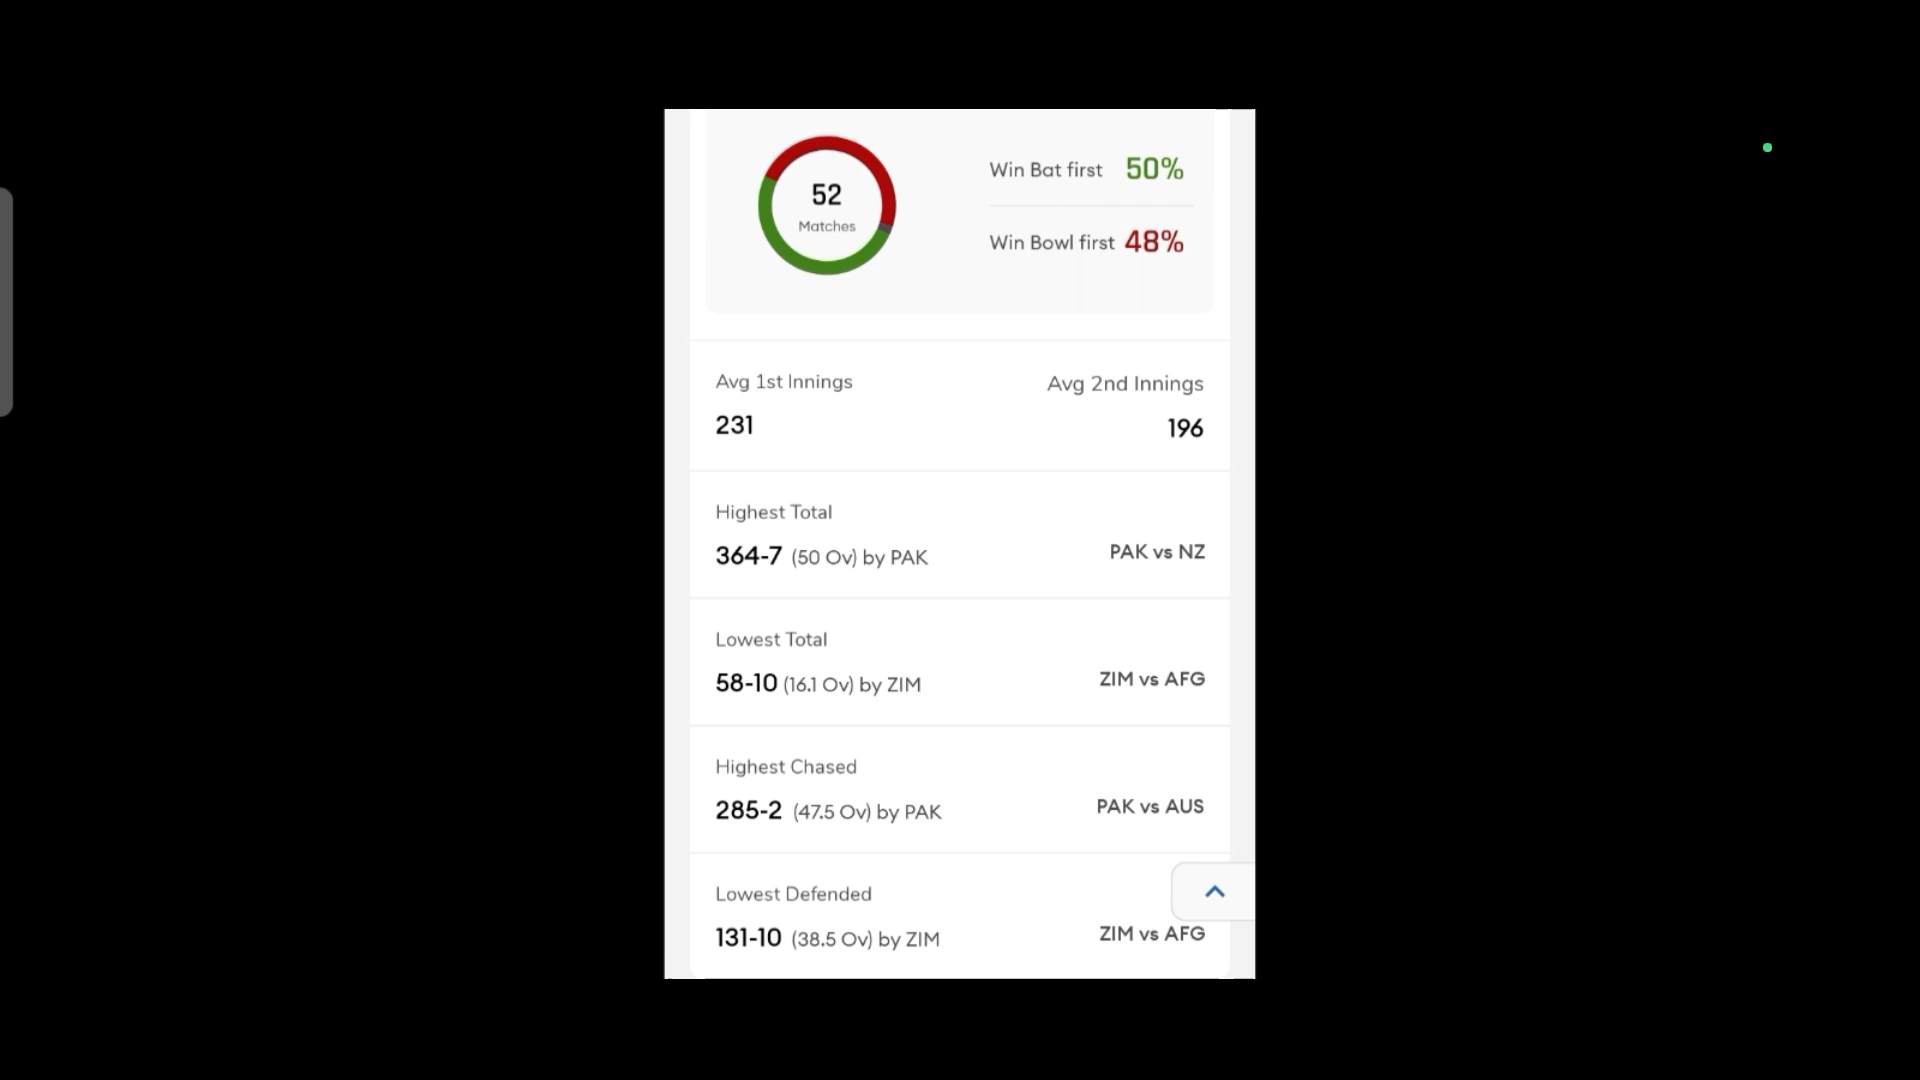 52
Matches
Win Bat first 50%
Win Bowl first 48%
Avg 1st Innings
Avg 2nd Innings
231
196
Highest Total
364-7 (50 Ov) by PAK
PAK vs NZ
Lowest Total
58-10 (16.1 Ov) by ZIM
ZIM vs AFG
Highest Chased
285-2 (47.5 Ov) by PAK
PAK vs AUS
Lowest Defended
131-10 (38.5 Ov) by ZIM
ZIM vs AFG